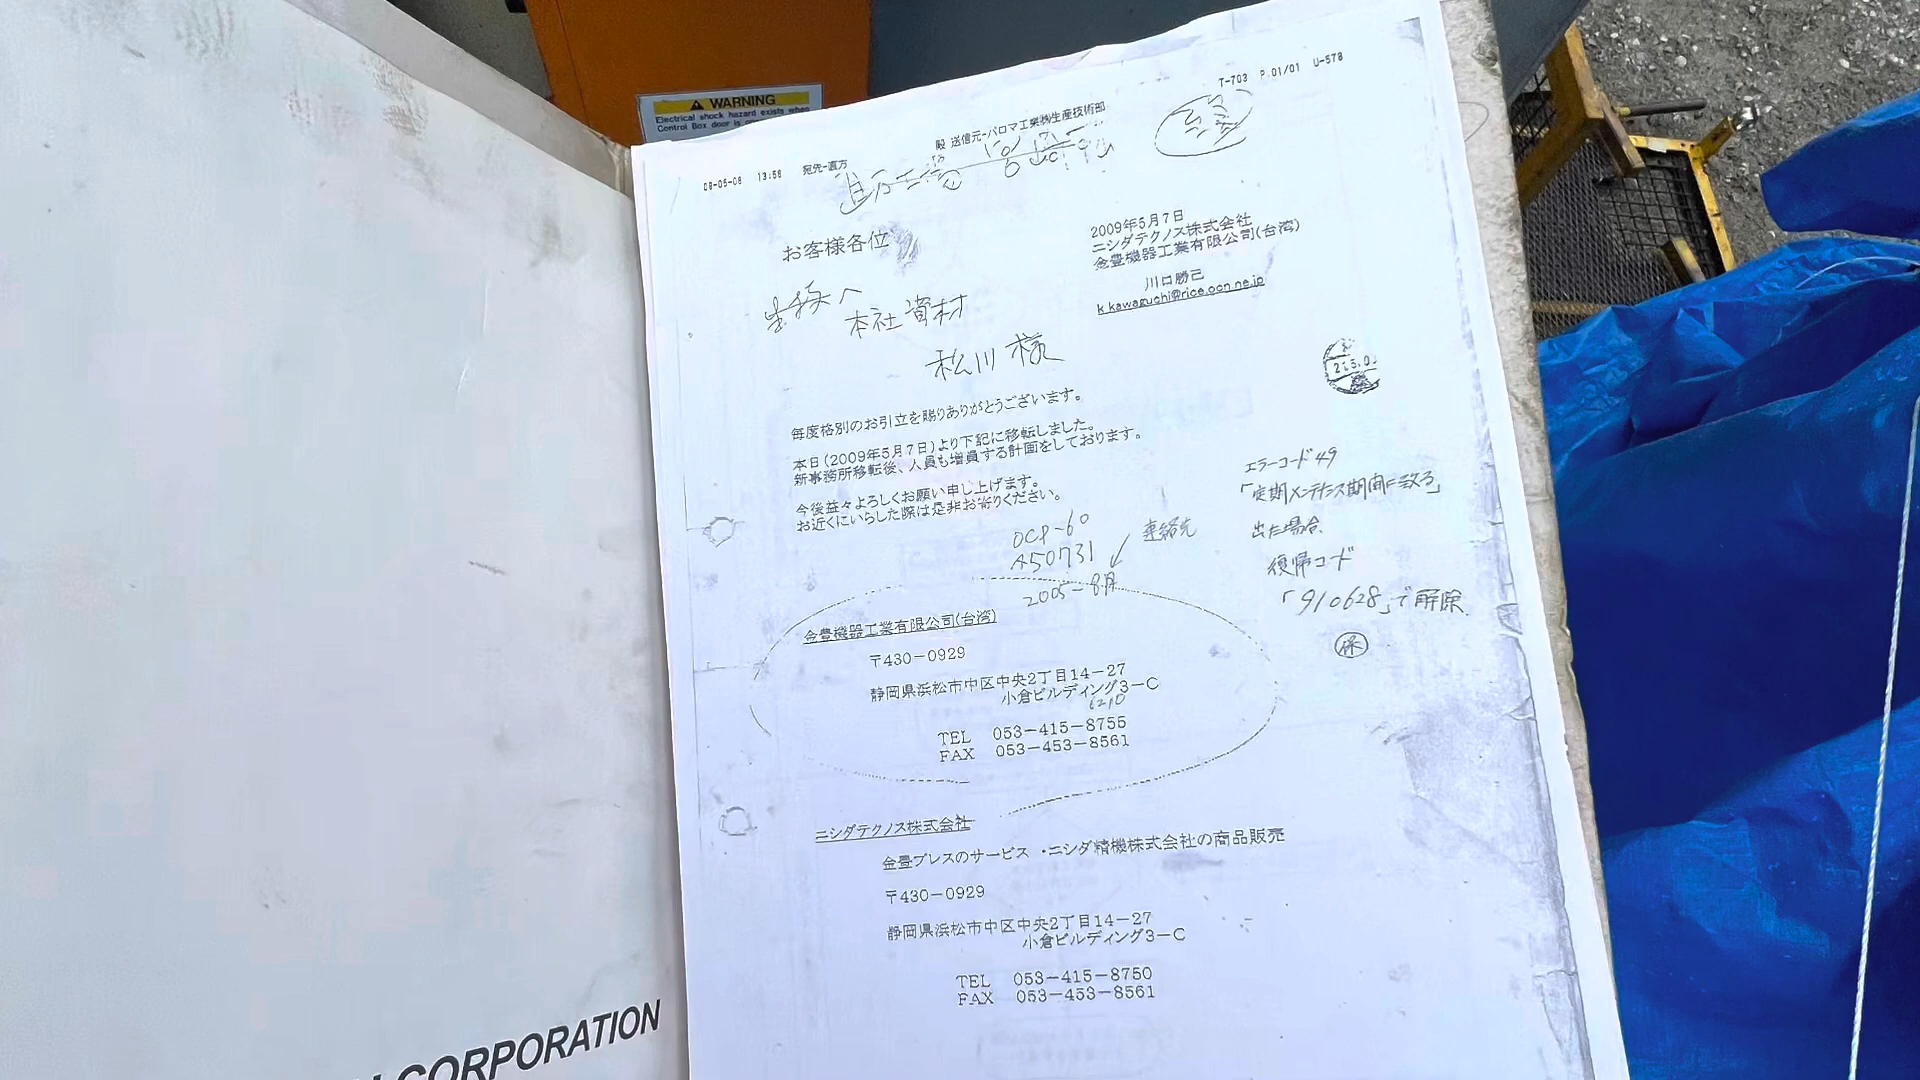 WARNING
Electrical shock hazard exists when
Control Box door is
T-703 P.01/01 U-578
殿 送信元-パロマ工業㈱生産技術部
09-05-08 13:58 宛先-直方
お客様各位
2009年5月7日
ニシダテクノス株式会社
金豊機器工業有限公司(台湾)
川口勝己
k_kawaguchi@rice.ocn.ne.jp
本社資材
松川様
毎度格別のお引立を賜りありがとうございます。
本日(2009年5月7日)より下記に移転しました。
新事務所移転後、人員も増員する計画をしております。
今後益々よろしくお願い申し上げます。
お近くにいらした際は是非お寄りください。
エラーコード49
「定期メンテナンス期間に致る」
出た場合、
復帰コード
「910628」で解除
OCP-60
A50731
2005-8月
連絡先
金豊機器工業有限公司(台湾)
〒430-0929
静岡県浜松市中区中央2丁目14-27
小倉ビルディング3-C
6210
TEL 053-415-8755
FAX 053-453-8561
ニシダテクノス株式会社
金豊プレスのサービス ・ニシダ精機株式会社の商品販売
〒430-0929
静岡県浜松市中区中央2丁目14-27
小倉ビルディング3-C
TEL 053-415-8750
FAX 053-453-8561
CORPORATION